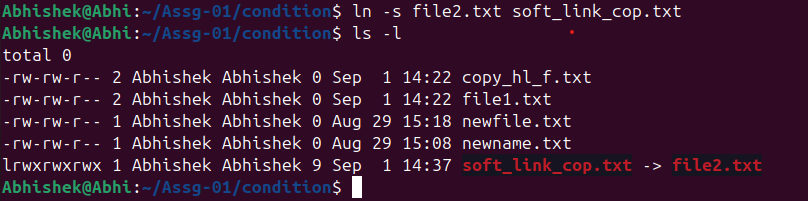 Abhishek@Abhi:~/Assg-01/condition$ ln -s file2.txt soft_link_cop.txt
Abhishek@Abhi:~/Assg-01/condition$ ls -l
total 0
-rw-rw-r-- 2 Abhishek Abhishek 0 Sep  1 14:22 copy_hl_f.txt
-rw-rw-r-- 2 Abhishek Abhishek 0 Sep  1 14:22 file1.txt
-rw-rw-r-- 1 Abhishek Abhishek 0 Aug 29 15:18 newfile.txt
-rw-rw-r-- 1 Abhishek Abhishek 0 Aug 29 15:08 newname.txt
lrwxrwxrwx 1 Abhishek Abhishek 9 Sep  1 14:37 soft_link_cop.txt -> file2.txt
Abhishek@Abhi:~/Assg-01/condition$